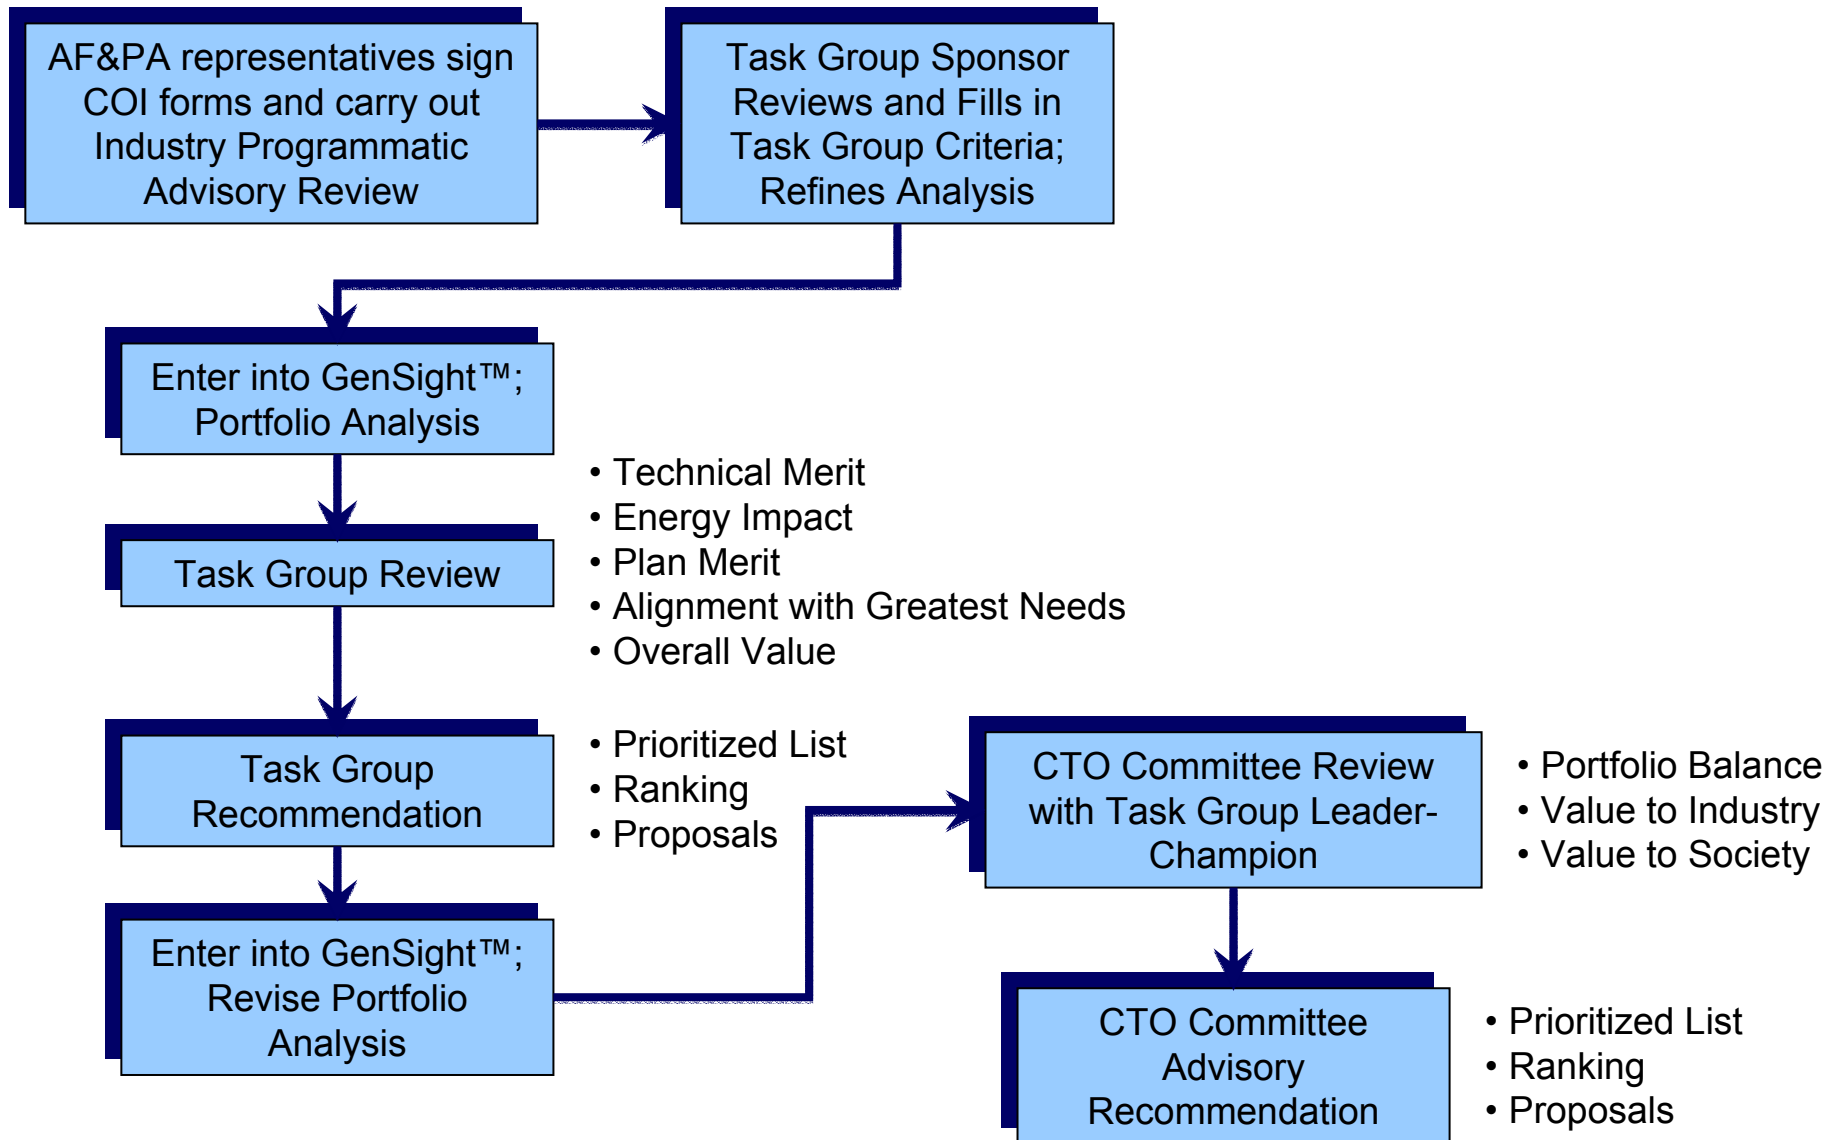 AF&PA representatives sign
COI forms and carry out
Industry Programmatic
Advisory Review
Task Group Sponsor
Reviews and Fills in
Task Group Criteria;
Refines Analysis
Enter into GenSight™;
Portfolio Analysis
• Technical Merit
• Energy Impact
• Plan Merit
• Alignment with Greatest Needs
• Overall Value
Task Group Review
Task Group
Recommendation
• Prioritized List
• Ranking
• Proposals
Enter into GenSight™;
Revise Portfolio
Analysis
CTO Committee Review
with Task Group Leader-
Champion
• Portfolio Balance
• Value to Industry
• Value to Society
CTO Committee
Advisory
Recommendation
• Prioritized List
• Ranking
• Proposals